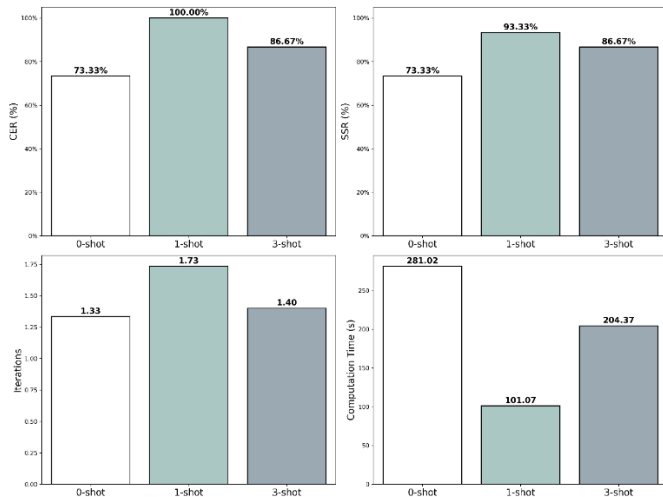 100%
80%
60%
40%
20%
0%
CER (%)
73.33%
100.00%
86.67%
0-shot
1-shot
3-shot
100%
80%
60%
40%
20%
0%
SSR (%)
73.33%
93.33%
86.67%
0-shot
1-shot
3-shot
1.75
1.50
1.25
1.00
0.75
0.50
0.25
0.00
Iterations
1.33
1.73
1.40
0-shot
1-shot
3-shot
250
200
150
100
50
0
Computation Time (s)
281.02
101.07
204.37
0-shot
1-shot
3-shot